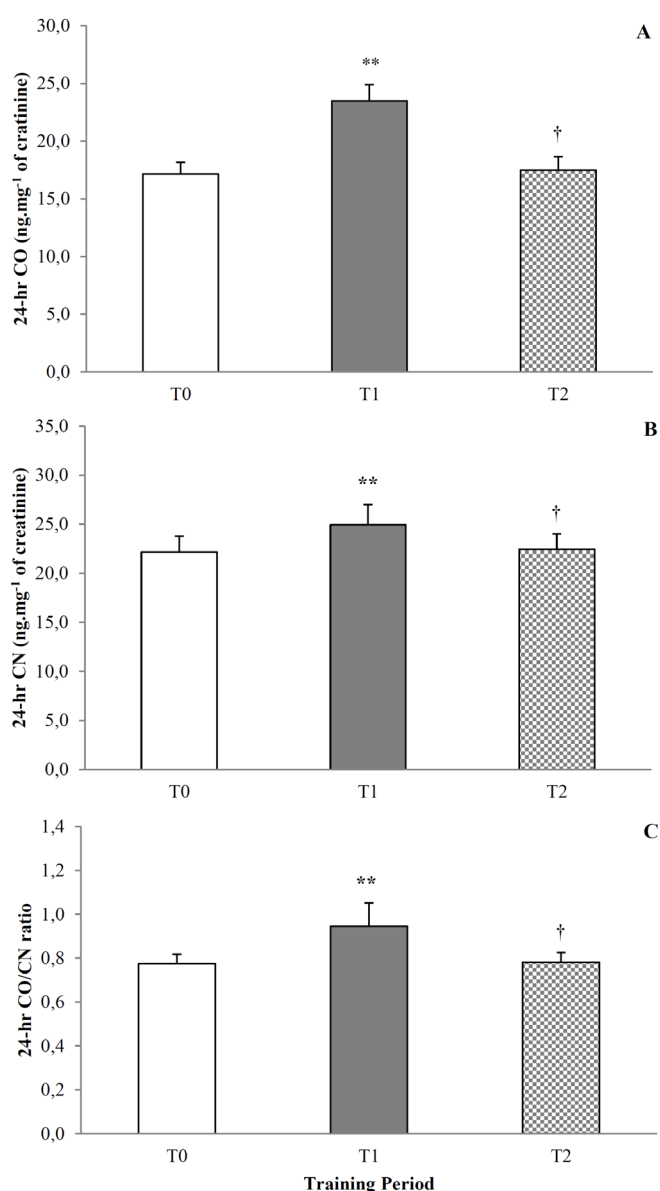 A
24-hr CO (ng.mg⁻¹ of cratinine)
30,0
25,0
20,0
15,0
10,0
5,0
0,0
**
†
T0 T1 T2
B
24-hr CN (ng.mg⁻¹ of creatinine)
35,0
30,0
25,0
20,0
15,0
10,0
5,0
0,0
**
†
T0 T1 T2
C
24-hr CO/CN ratio
1,4
1,2
1,0
0,8
0,6
0,4
0,2
0,0
**
†
T0 T1 T2
Training Period